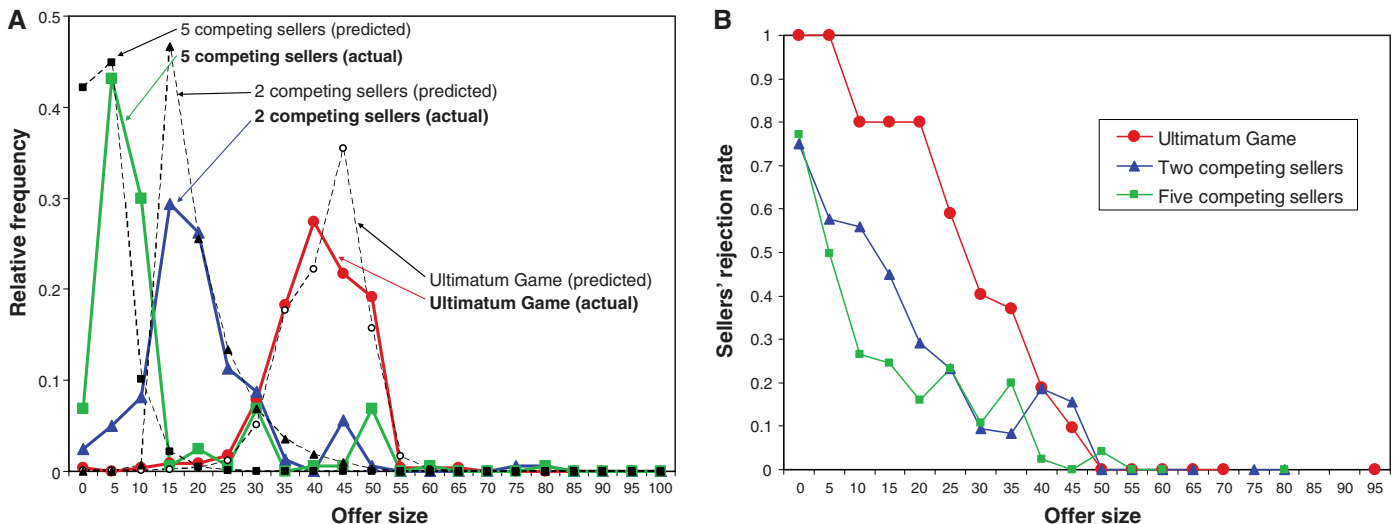 A
5 competing sellers (predicted)
5 competing sellers (actual)
2 competing sellers (predicted)
2 competing sellers (actual)
Ultimatum Game (predicted)
Ultimatum Game (actual)
Relative frequency
0.5
0.4
0.3
0.2
0.1
0
0 5 10 15 20 25 30 35 40 45 50 55 60 65 70 75 80 85 90 95 100
Offer size
B
Sellers' rejection rate
1
0.9
0.8
0.7
0.6
0.5
0.4
0.3
0.2
0.1
0
Ultimatum Game
Two competing sellers
Five competing sellers
0 5 10 15 20 25 30 35 40 45 50 55 60 65 70 75 80 85 90 95
Offer size